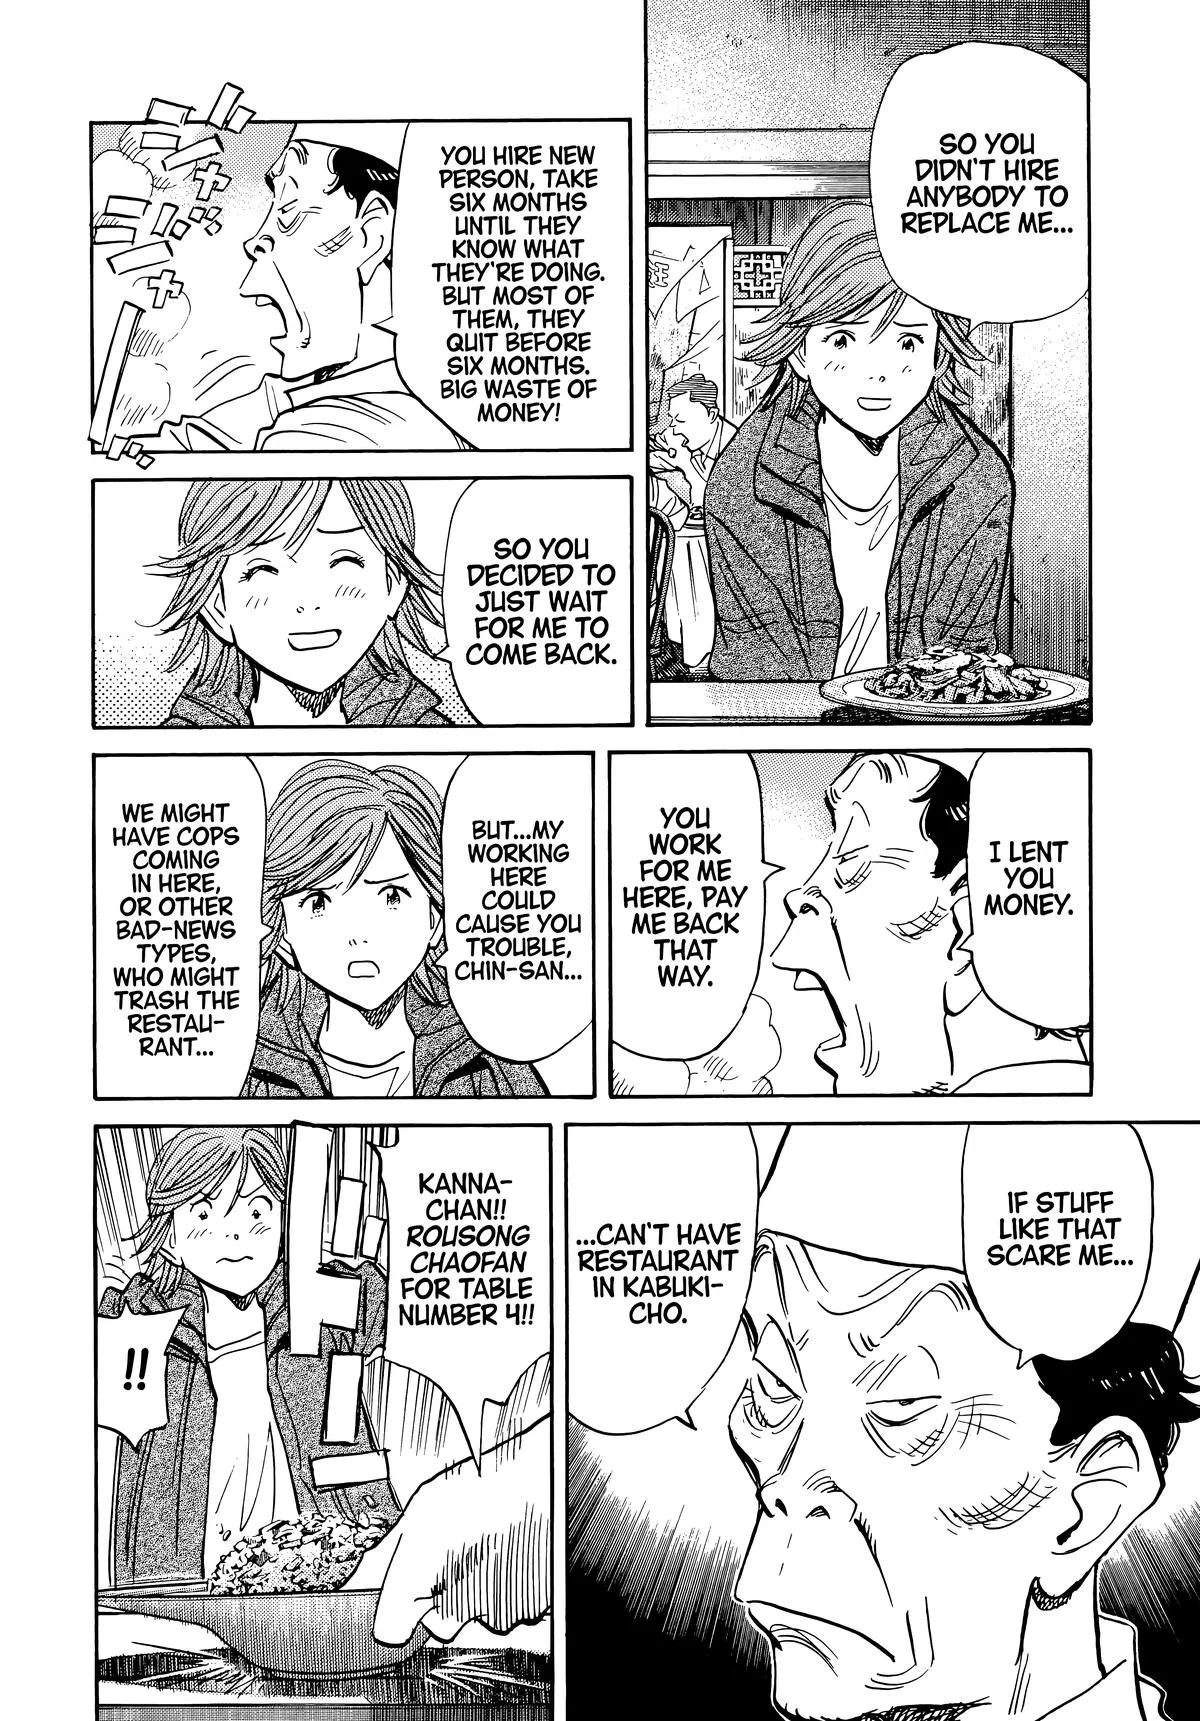 SO YOU
DIDN'T HIRE
ANYBODY TO
REPLACE ME...
YOU HIRE NEW
PERSON, TAKE
SIX MONTHS
UNTIL THEY
KNOW WHAT
THEY'RE DOING.
BUT MOST OF
THEM, THEY
QUIT BEFORE
SIX MONTHS.
BIG WASTE OF
MONEY!
SO YOU
DECIDED TO
JUST WAIT
FOR ME TO
COME BACK.
I LENT
YOU
MONEY.
YOU
WORK
FOR ME
HERE, PAY
ME BACK
THAT
WAY.
BUT...MY
WORKING
HERE
COULD
CAUSE YOU
TROUBLE,
CHIN-SAN...
WE MIGHT
HAVE COPS
COMING
IN HERE,
OR OTHER
BAD-NEWS
TYPES,
WHO MIGHT
TRASH THE
RESTAU-
RANT...
IF STUFF
LIKE THAT
SCARE ME...
...CAN'T HAVE
RESTAURANT
IN KABUKI-
CHO.
KANNA-
CHAN!!
ROUSONG
CHAOFAN
FOR TABLE
NUMBER 4!!
!!